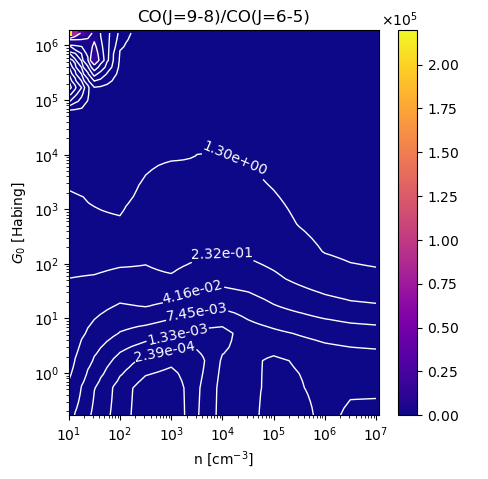 CO(J=9-8)/CO(J=6-5)
×10⁵
10⁶
10⁵
10⁴
10³
10²
10¹
10⁰
G₀ [Habing]
1.30e+00
2.32e-01
4.16e-02
7.45e-03
1.33e-03
2.39e-04
10¹ 10² 10³ 10⁴ 10⁵ 10⁶ 10⁷
n [cm⁻³]
2.00
1.75
1.50
1.25
1.00
0.75
0.50
0.25
0.00